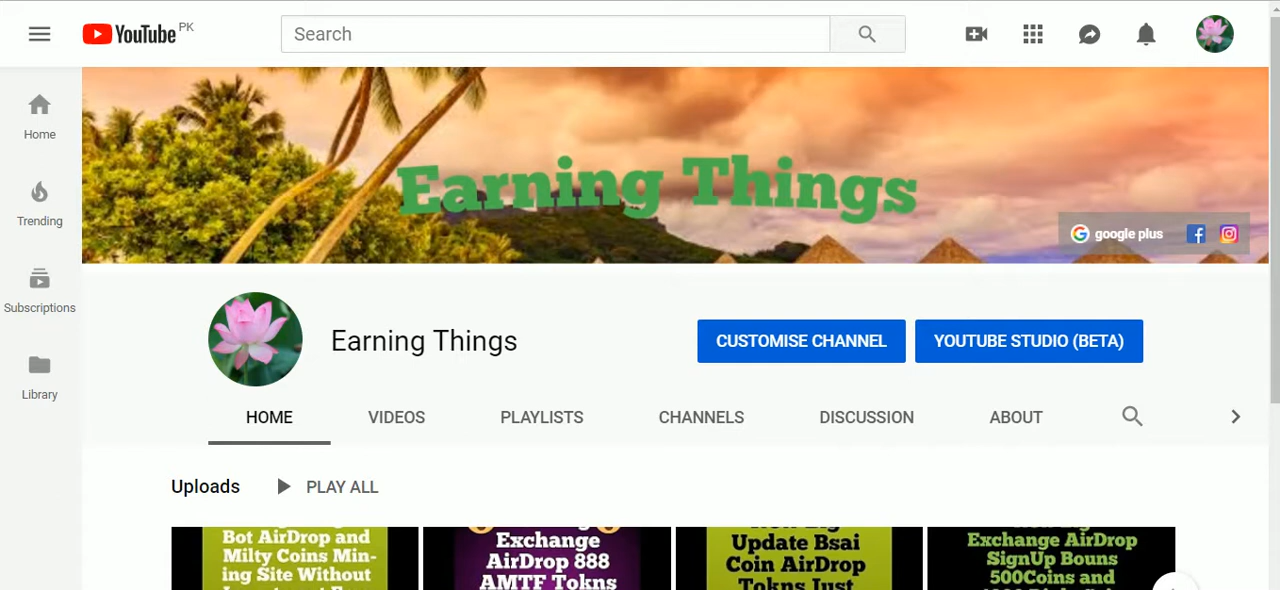 YouTube PK
Search
Home
Trending
Subscriptions
Library
Earning Things
google plus
Earning Things
CUSTOMISE CHANNEL
YOUTUBE STUDIO (BETA)
HOME
VIDEOS
PLAYLISTS
CHANNELS
DISCUSSION
ABOUT
Uploads
PLAY ALL
Bot AirDrop and
Milty Coins Min-
ing Site Without
Exchange
AirDrop 888
AMTF Tokns
Update Bsai
Coin AirDrop
Tokns Just
Exchange AirDrop
SignUp Bouns
500Coins and